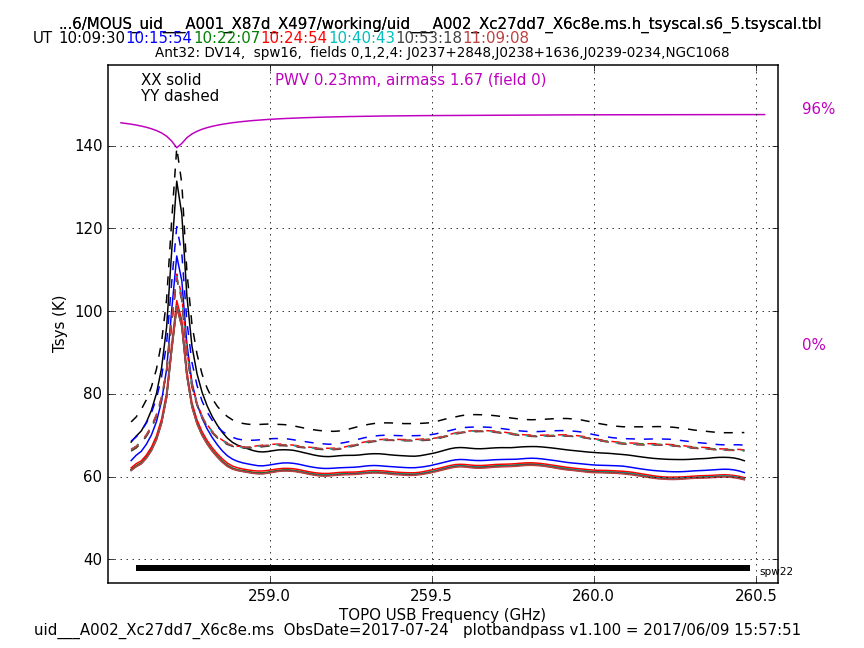 ...6/MOUS_uid___A001_X87d_X497/working/uid___A002_Xc27dd7_X6c8e.ms.h_tsyscal.s6_5.tsyscal.tbl
UT 10:09:30 10:15:54 10:22:07 10:24:54 10:40:43 10:53:18 11:09:08
Ant32: DV14, spw16, fields 0,1,2,4: J0237+2848,J0238+1636,J0239-0234,NGC1068
XX solid
YY dashed
PWV 0.23mm, airmass 1.67 (field 0)
96%
0%
140
120
100
80
60
40
Tsys (K)
spw22
259.0 259.5 260.0 260.5
TOPO USB Frequency (GHz)
uid___A002_Xc27dd7_X6c8e.ms ObsDate=2017-07-24 plotbandpass v1.100 = 2017/06/09 15:57:51